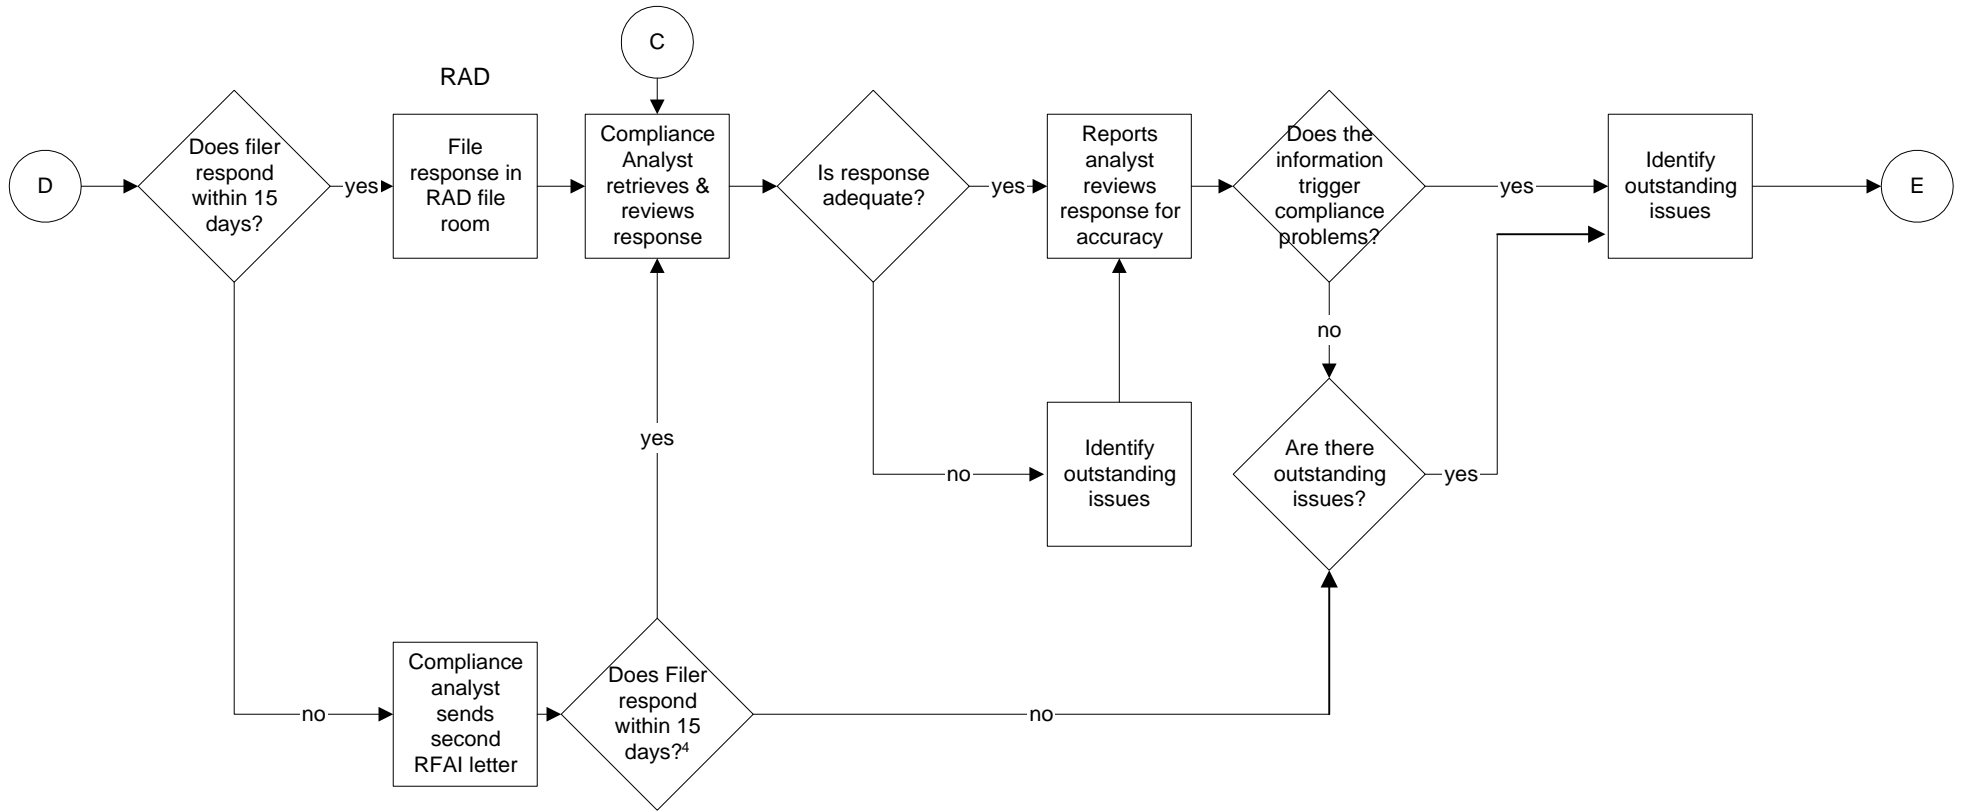 C
RAD
D
Does filer
respond
within 15
days?
yes
File
response in
RAD file
room
Compliance
Analyst
retrieves &
reviews
response
Is response
adequate?
yes
Reports
analyst
reviews
response for
accuracy
Does the
information
trigger
compliance
problems?
yes
Identify
outstanding
issues
E
no
yes
no
Identify
outstanding
issues
Are there
outstanding
issues?
yes
no
Compliance
analyst
sends
second
RFAI letter
Does Filer
respond
within 15
days?⁴
no